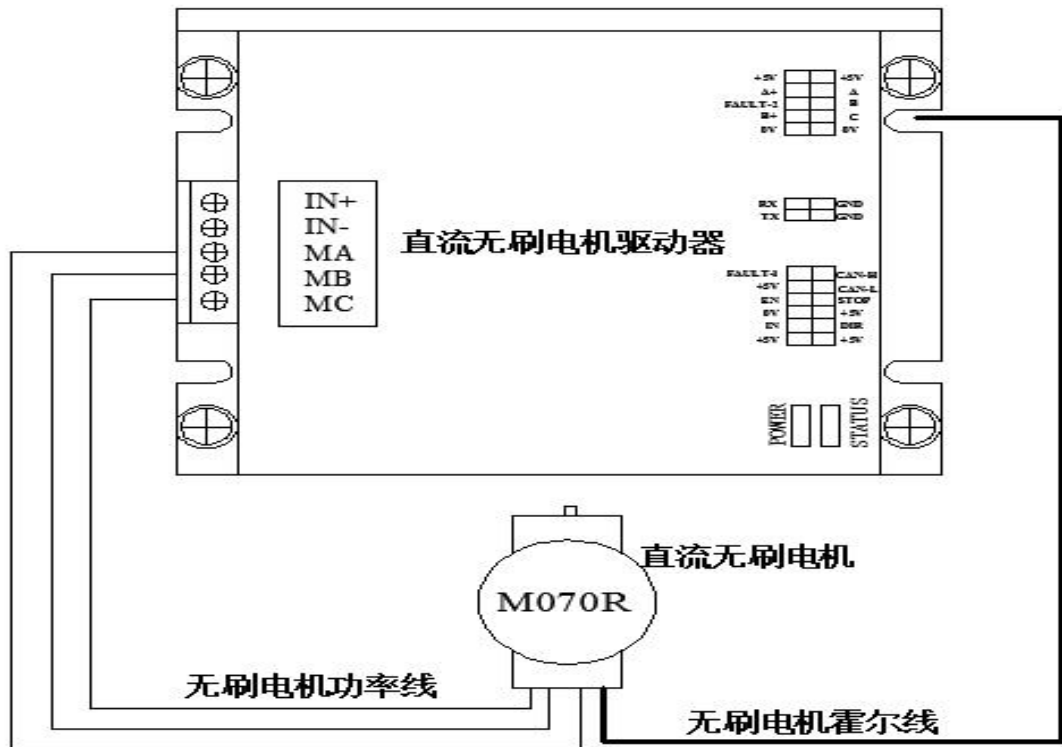 IN+
IN-
MA
MB
MC
直流无刷电机驱动器
+5V +5V
A+ A
FAULT-2 B
B+ C
0V 0V
RX GND
TX GND
FAULT-1 CAN-H
+5V CAN-L
EN STOP
0V +5V
IN DIR
+5V +5V
POWER
STATUS
直流无刷电机
M070R
无刷电机功率线
无刷电机霍尔线